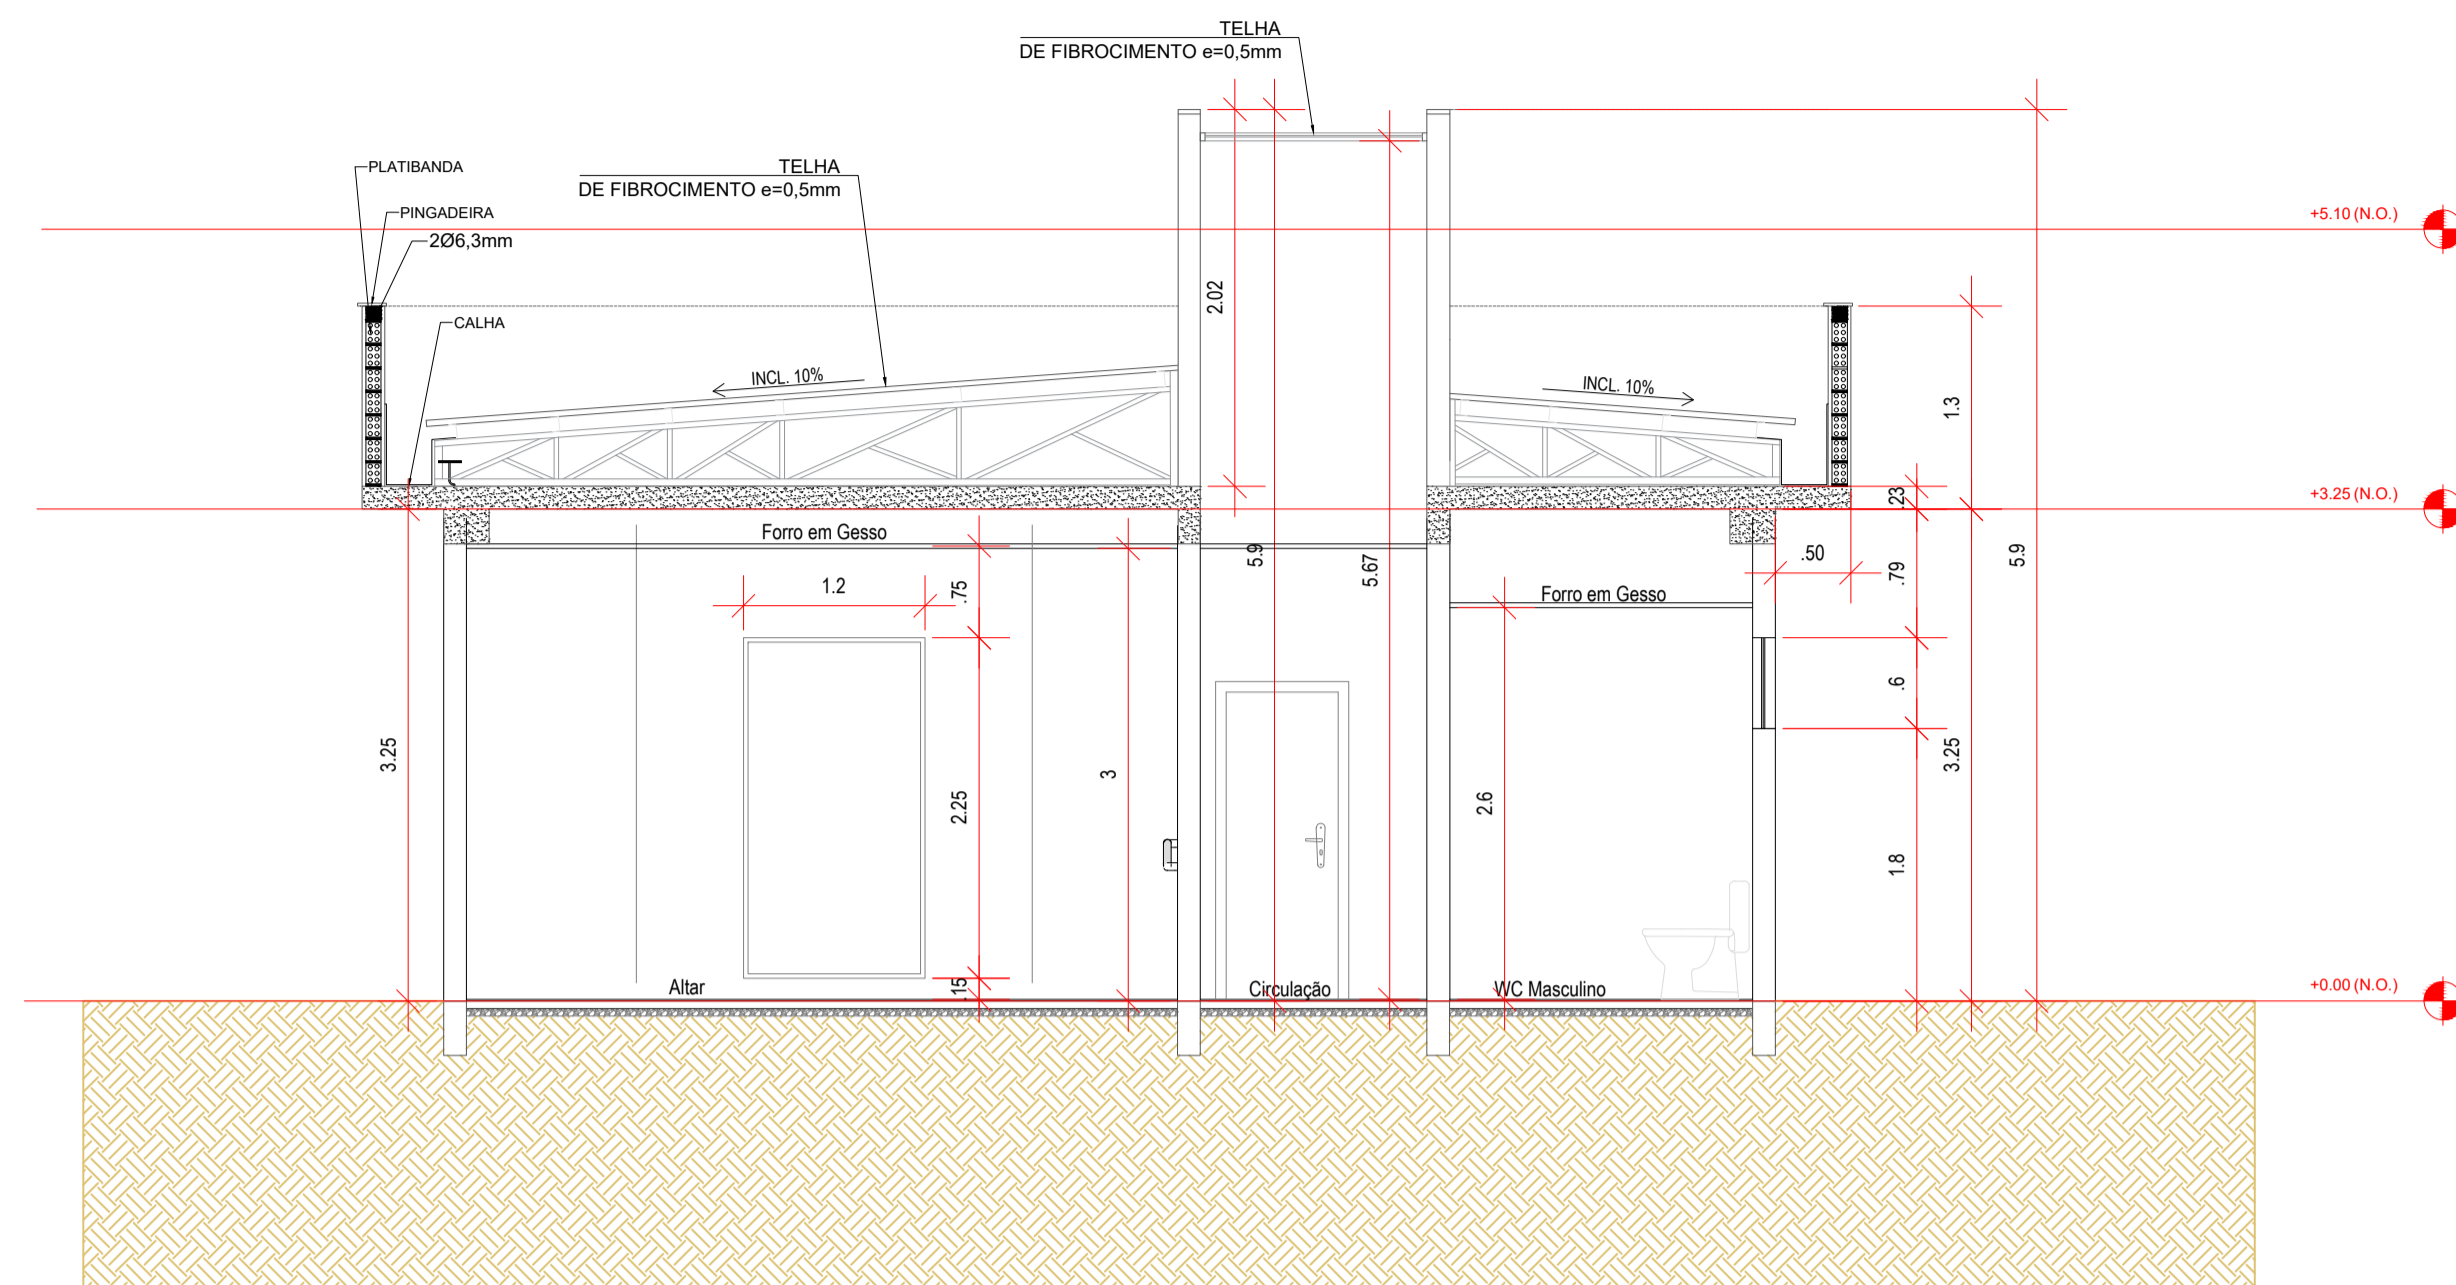 TELHA
DE FIBROCIMENTO e=0,5mm
TELHA
DE FIBROCIMENTO e=0,5mm
PLATIBANDA
PINGADEIRA
2Ø6,3mm
CALHA
+5.10 (N.O.)
2.02
INCL. 10%
INCL. 10%
1.3
+3.25 (N.O.)
.23
Forro em Gesso
5.9
5.67
.50
.79
5.9
1.2
.75
Forro em Gesso
.6
3.25
3
2.25
2.6
3.25
1.8
Altar
.15
Circulação
WC Masculino
+0.00 (N.O.)